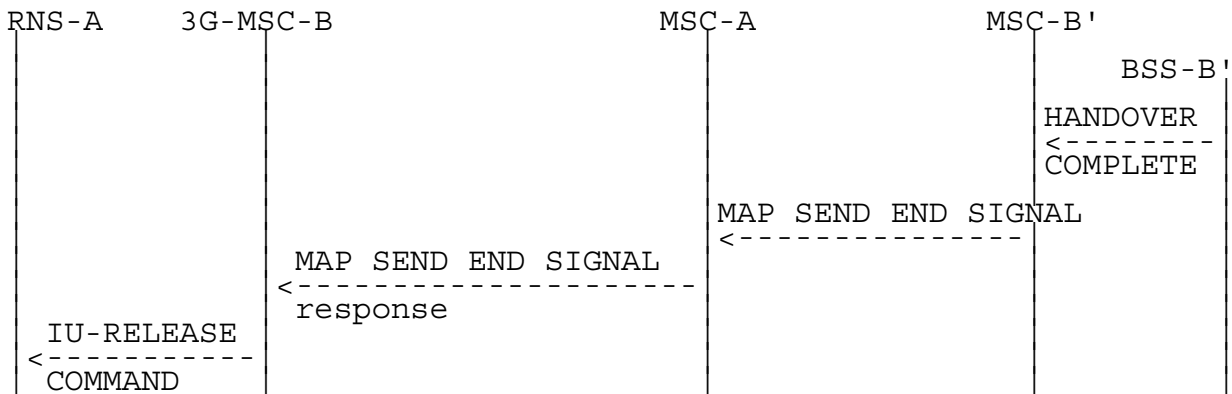 RNS-A 3G-MSC-B MSC-A MSC-B'
BSS-B'
HANDOVER
COMPLETE
MAP SEND END SIGNAL
MAP SEND END SIGNAL
response
IU-RELEASE
COMMAND